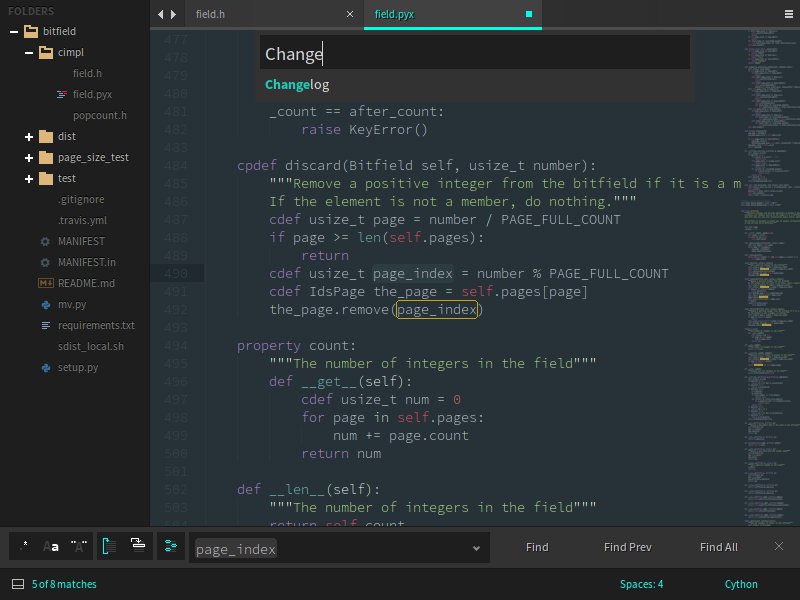 FOLDERS
bitfield
cimpl
field.h
field.pyx
popcount.h
dist
page_size_test
test
.gitignore
.travis.yml
MANIFEST
MANIFEST.in
README.md
mv.py
requirements.txt
sdist_local.sh
setup.py
field.h
field.pyx
Change
Changelog
477
478
479
480
481 _count == after_count:
482 raise KeyError()
483
484 cpdef discard(Bitfield self, usize_t number):
485 """Remove a positive integer from the bitfield if it is a m
486 If the element is not a member, do nothing."""
487 cdef usize_t page = number / PAGE_FULL_COUNT
488 if page >= len(self.pages):
489 return
490 cdef usize_t page_index = number % PAGE_FULL_COUNT
491 cdef IdsPage the_page = self.pages[page]
492 the_page.remove(page_index)
493
494 property count:
495 """The number of integers in the field"""
496 def __get__(self):
497 cdef usize_t num = 0
498 for page in self.pages:
499 num += page.count
500 return num
501
502 def __len__(self):
503 """The number of integers in the field"""
504 return self.count
.* Aa "A"
page_index
Find
Find Prev
Find All
5 of 8 matches
Spaces: 4
Cython